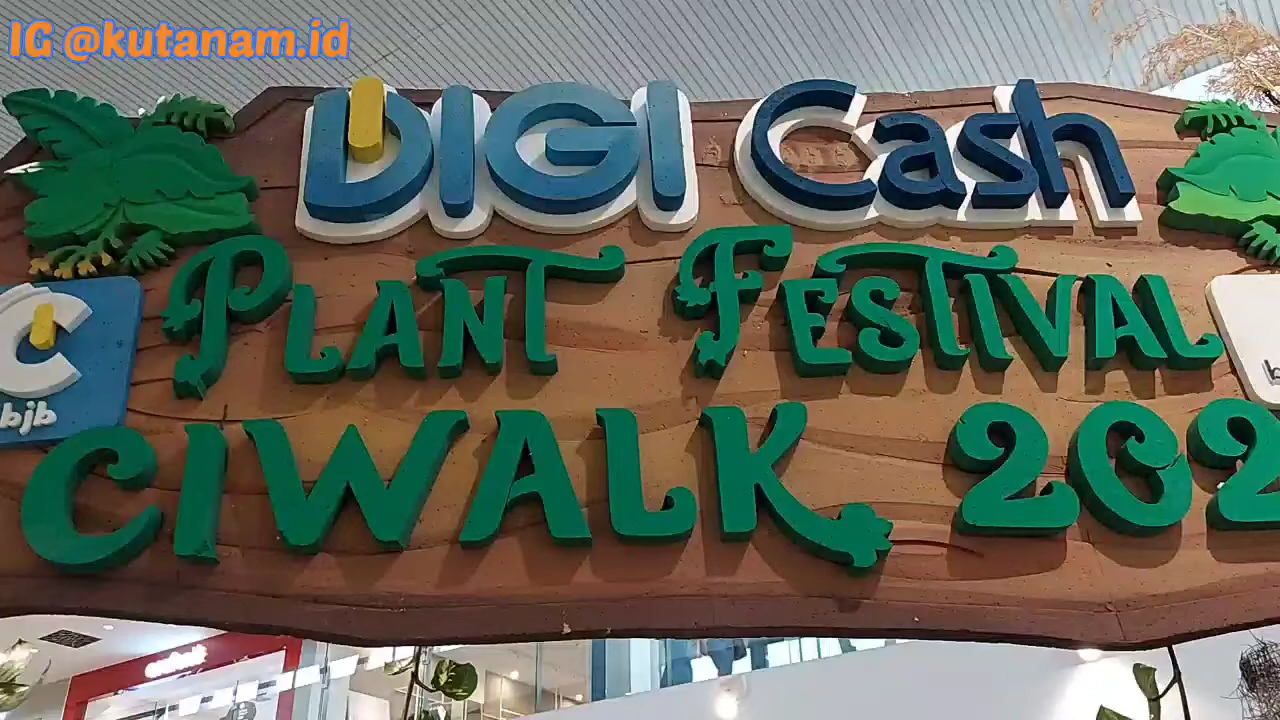 IG @kutanam.id
DIGI Cash
PLANT FESTIVAL
bjb
CIWALK 202